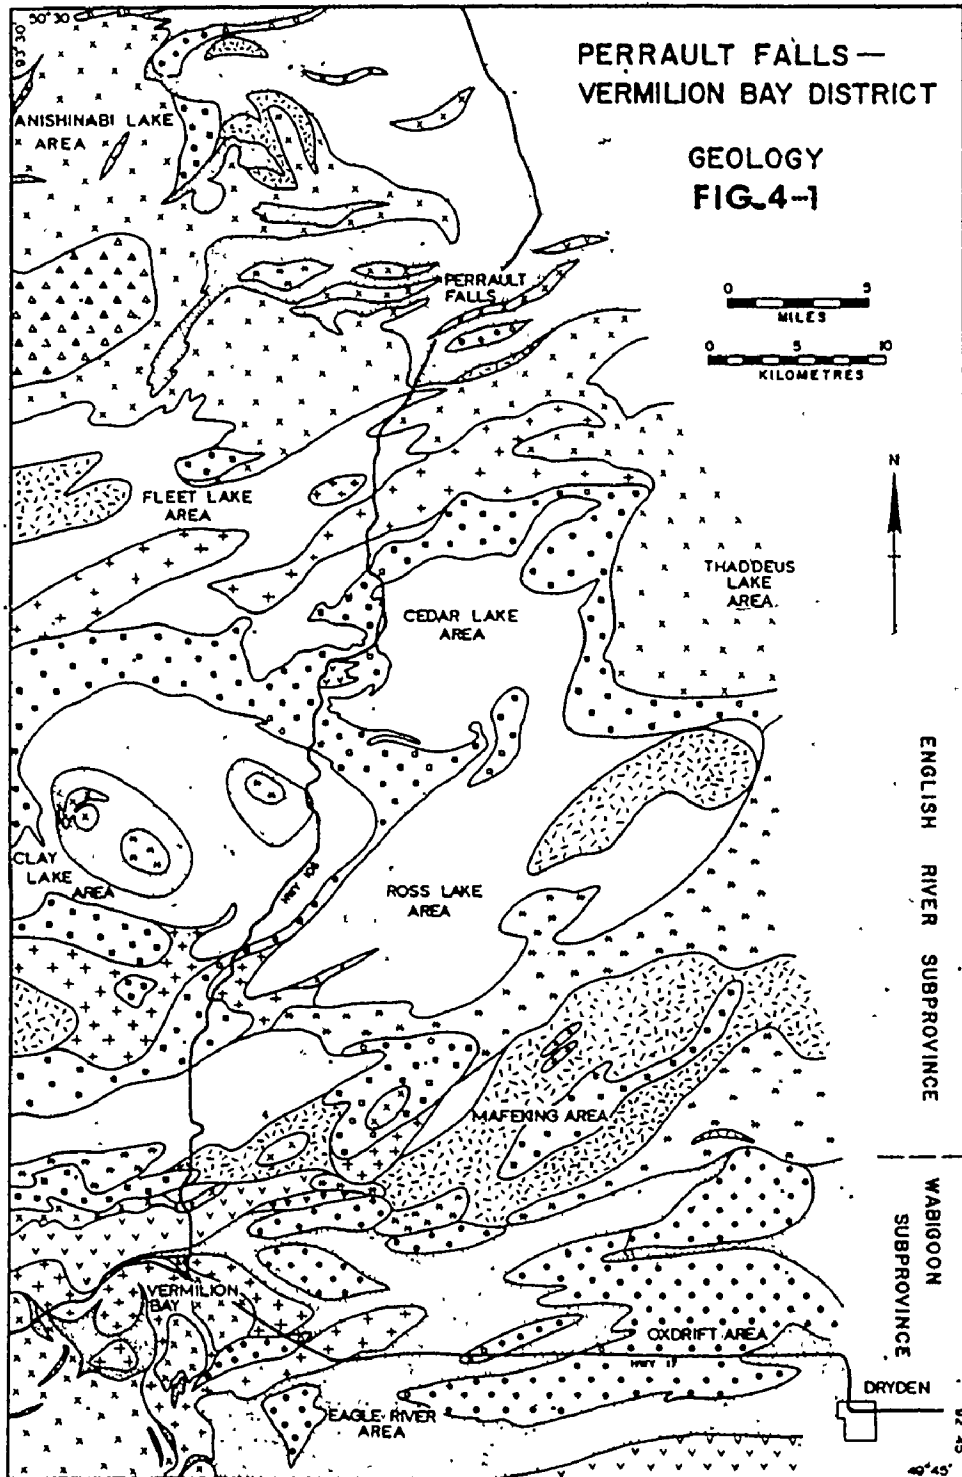 50° 30'
93° 30'
PERRAULT FALLS—
VERMILION BAY DISTRICT
GEOLOGY
FIG. 4-1
ANISHINABI LAKE
AREA
PERRAULT
FALLS
0 5
MILES
0 5 10
KILOMETRES
N
FLEET LAKE
AREA
THADDEUS
LAKE
AREA
CEDAR LAKE
AREA
ENGLISH RIVER SUBPROVINCE
CLAY
LAKE
AREA
HWY 105
ROSS LAKE
AREA
MAFEKING AREA
WABIGOON
SUBPROVINCE
VERMILION
BAY
OXDRIFT AREA
HWY 17
DRYDEN
EAGLE RIVER
AREA
92° 45'
49° 45'